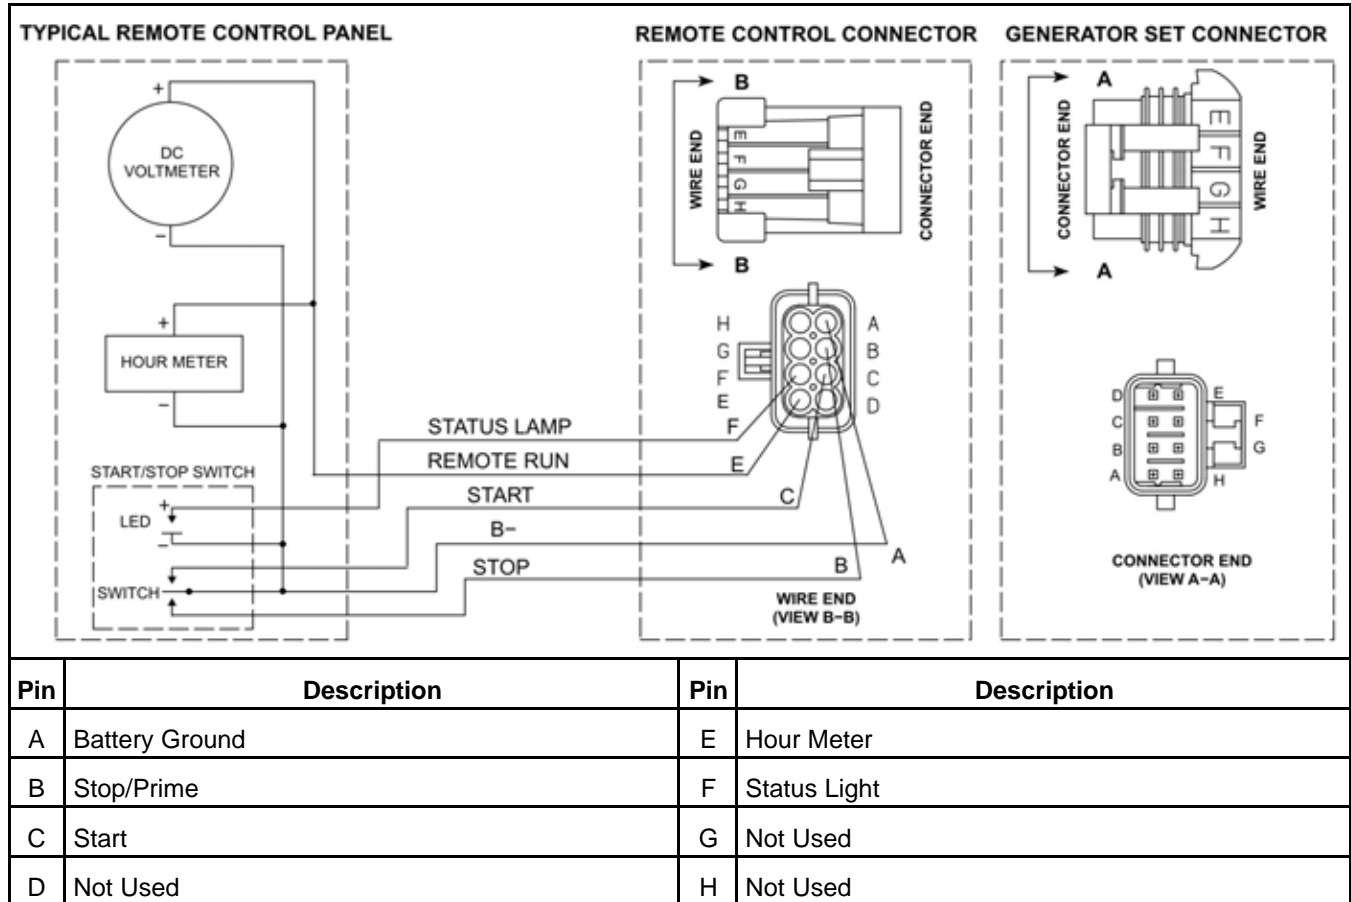 TYPICAL REMOTE CONTROL PANEL
REMOTE CONTROL CONNECTOR
GENERATOR SET CONNECTOR
+
DC
VOLTMETER
−
+
HOUR METER
−
START/STOP SWITCH
+
LED
−
SWITCH
STATUS LAMP
REMOTE RUN
START
B−
STOP
F
E
C
A
B
B
WIRE END
E
F
G
H
CONNECTOR END
B
H
G
F
E
A
B
C
D
WIRE END
(VIEW B−B)
A
CONNECTOR END
E
F
G
H
WIRE END
A
D
C
B
A
E
F
G
H
CONNECTOR END
(VIEW A−A)
Pin Description Pin Description
A Battery Ground E Hour Meter
B Stop/Prime F Status Light
C Start G Not Used
D Not Used H Not Used